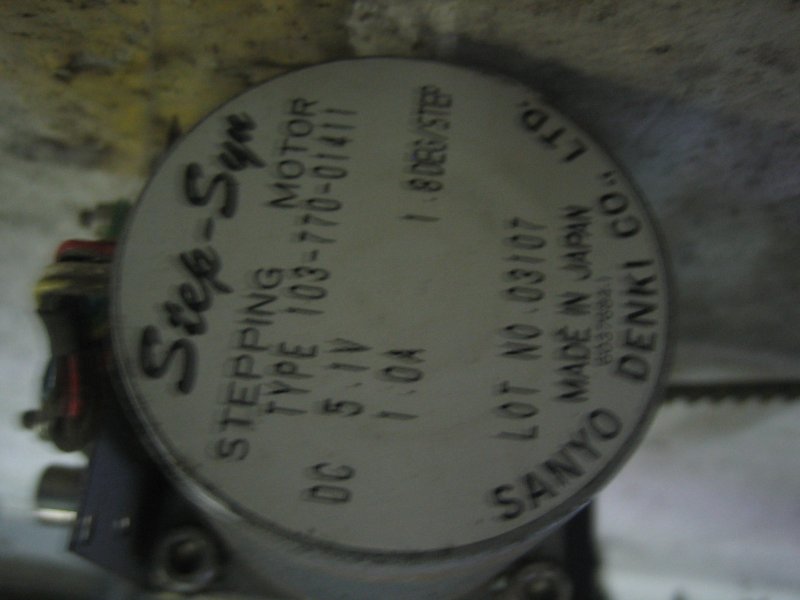 Step-Syn
STEPPING MOTOR
TYPE 103-770-01411
DC 5.1V
1.0A 1.8DEG/STEP
LOT NO 03107
MADE IN JAPAN
SANYO DENKI CO., LTD.